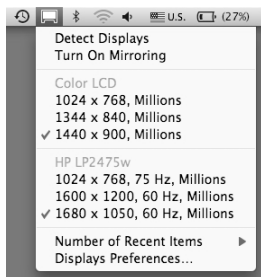 U.S. (27%)
Detect Displays
Turn On Mirroring
Color LCD
1024 x 768, Millions
1344 x 840, Millions
✓ 1440 x 900, Millions
HP LP2475w
1024 x 768, 75 Hz, Millions
1600 x 1200, 60 Hz, Millions
✓ 1680 x 1050, 60 Hz, Millions
Number of Recent Items ▶
Displays Preferences...